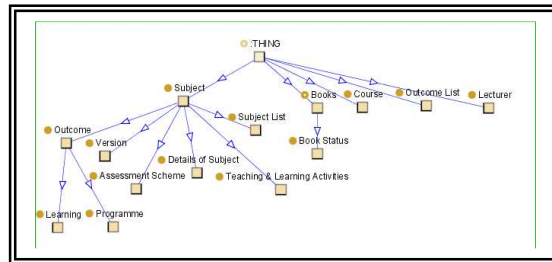 :THING
Subject
Books
Course
Outcome List
Lecturer
Subject List
Outcome
Version
Book Status
Details of Subject
Assessment Scheme
Teaching & Learning Activities
Learning
Programme